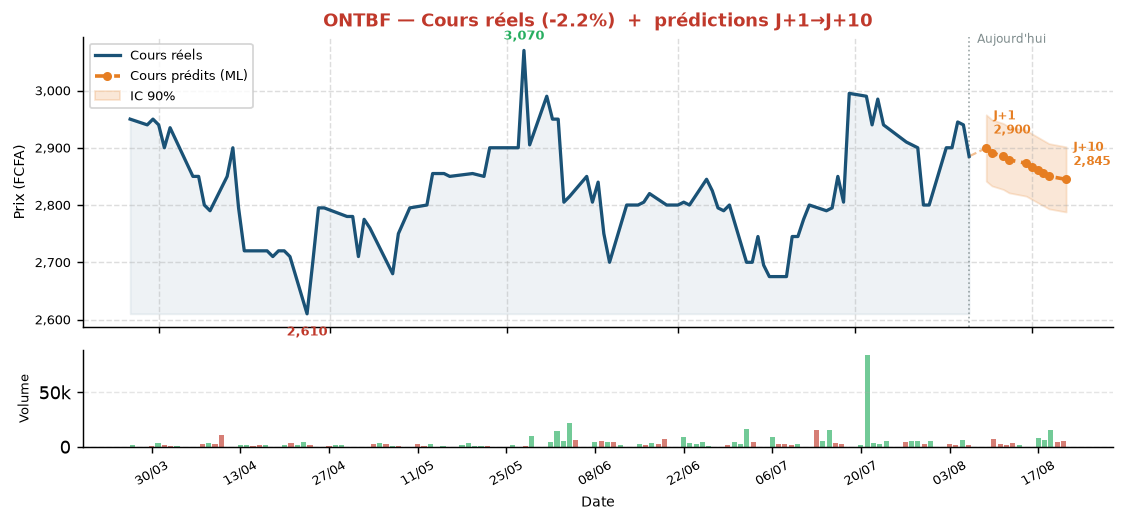 ONTBF — Cours réels (-2.2%)  +  prédictions J+1→J+10
3,070
Aujourd'hui
Cours réels
Cours prédits (ML)
IC 90%
J+1
2,900
J+10
2,845
3,000
2,900
2,800
2,700
2,600
Prix (FCFA)
2,610
50k
0
Volume
30/03
13/04
27/04
11/05
25/05
08/06
22/06
06/07
20/07
03/08
17/08
Date